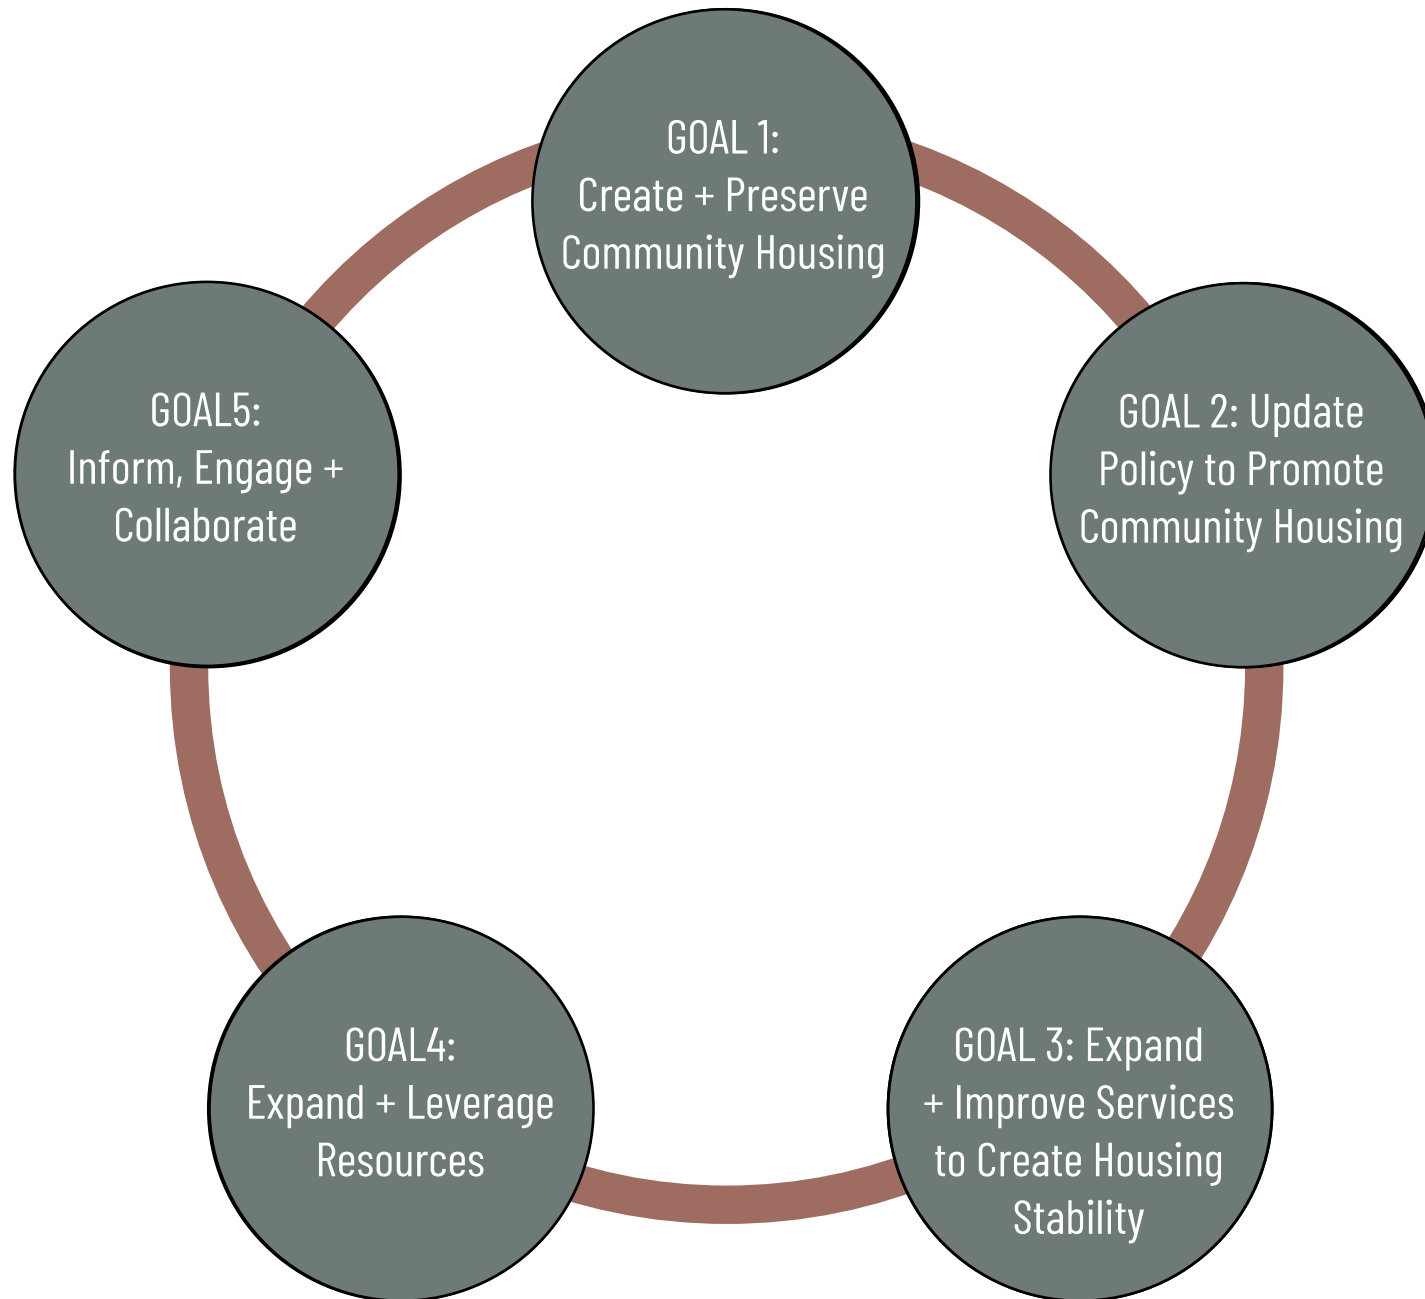 GOAL 1:
Create + Preserve
Community Housing
GOAL 2: Update
Policy to Promote
Community Housing
GOAL 3: Expand
+ Improve Services
to Create Housing
Stability
GOAL4:
Expand + Leverage
Resources
GOAL5:
Inform, Engage +
Collaborate